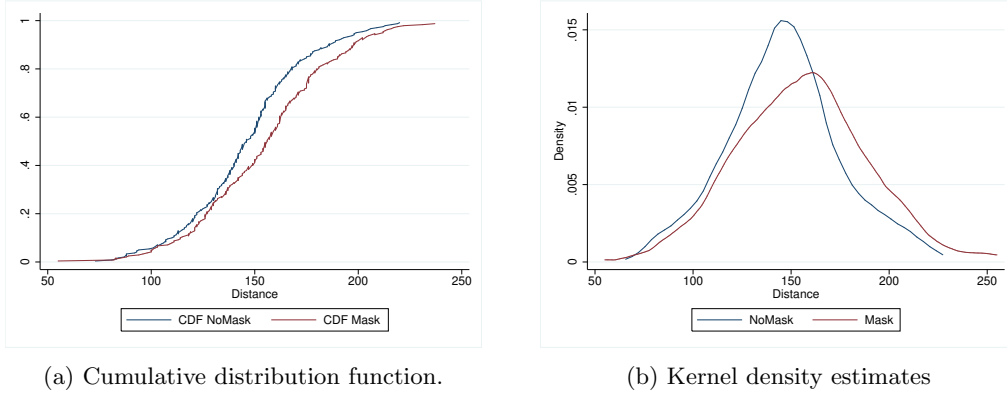 0 .2 .4 .6 .8 1
50 100 150 200 250
Distance
CDF NoMask CDF Mask
(a) Cumulative distribution function.
0 .005 .01 .015
Density
50 100 150 200 250
Distance
NoMask Mask
(b) Kernel density estimates